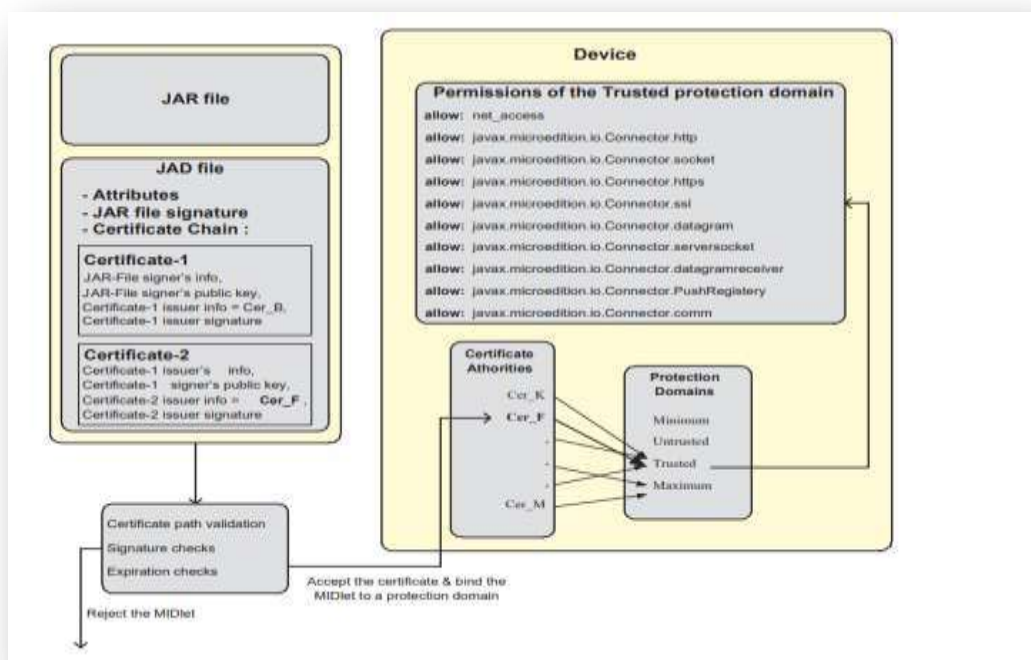 JAR file
JAD file
- Attributes
- JAR file signature
- Certificate Chain :
Certificate-1
JAR-File signer's info,
JAR-File signer's public key,
Certificate-1 issuer info = Cer_B,
Certificate-1 issuer signature
Certificate-2
Certificate-1 issuer's info,
Certificate-1 signer's public key,
Certificate-2 issuer info = Cer_F ,
Certificate-2 issuer signature
Certificate path validation
Signature checks
Expiration checks
Reject the MIDlet
Accept the certificate & bind the
MIDlet to a protection domain
Device
Permissions of the Trusted protection domain
allow: net_access
allow: javax.microedition.io.Connector.http
allow: javax.microedition.io.Connector.socket
allow: javax.microedition.io.Connector.https
allow: javax.microedition.io.Connector.ssl
allow: javax.microedition.io.Connector.datagram
allow: javax.microedition.io.Connector.serversocket
allow: javax.microedition.io.Connector.datagramreceiver
allow: javax.microedition.io.Connector.PushRegistery
allow: javax.microedition.io.Connector.comm
Certificate
Athorities
Cer_K
Cer_F
.
.
.
Cer_M
Protection
Domains
Minimum
Untrusted
Trusted
Maximum